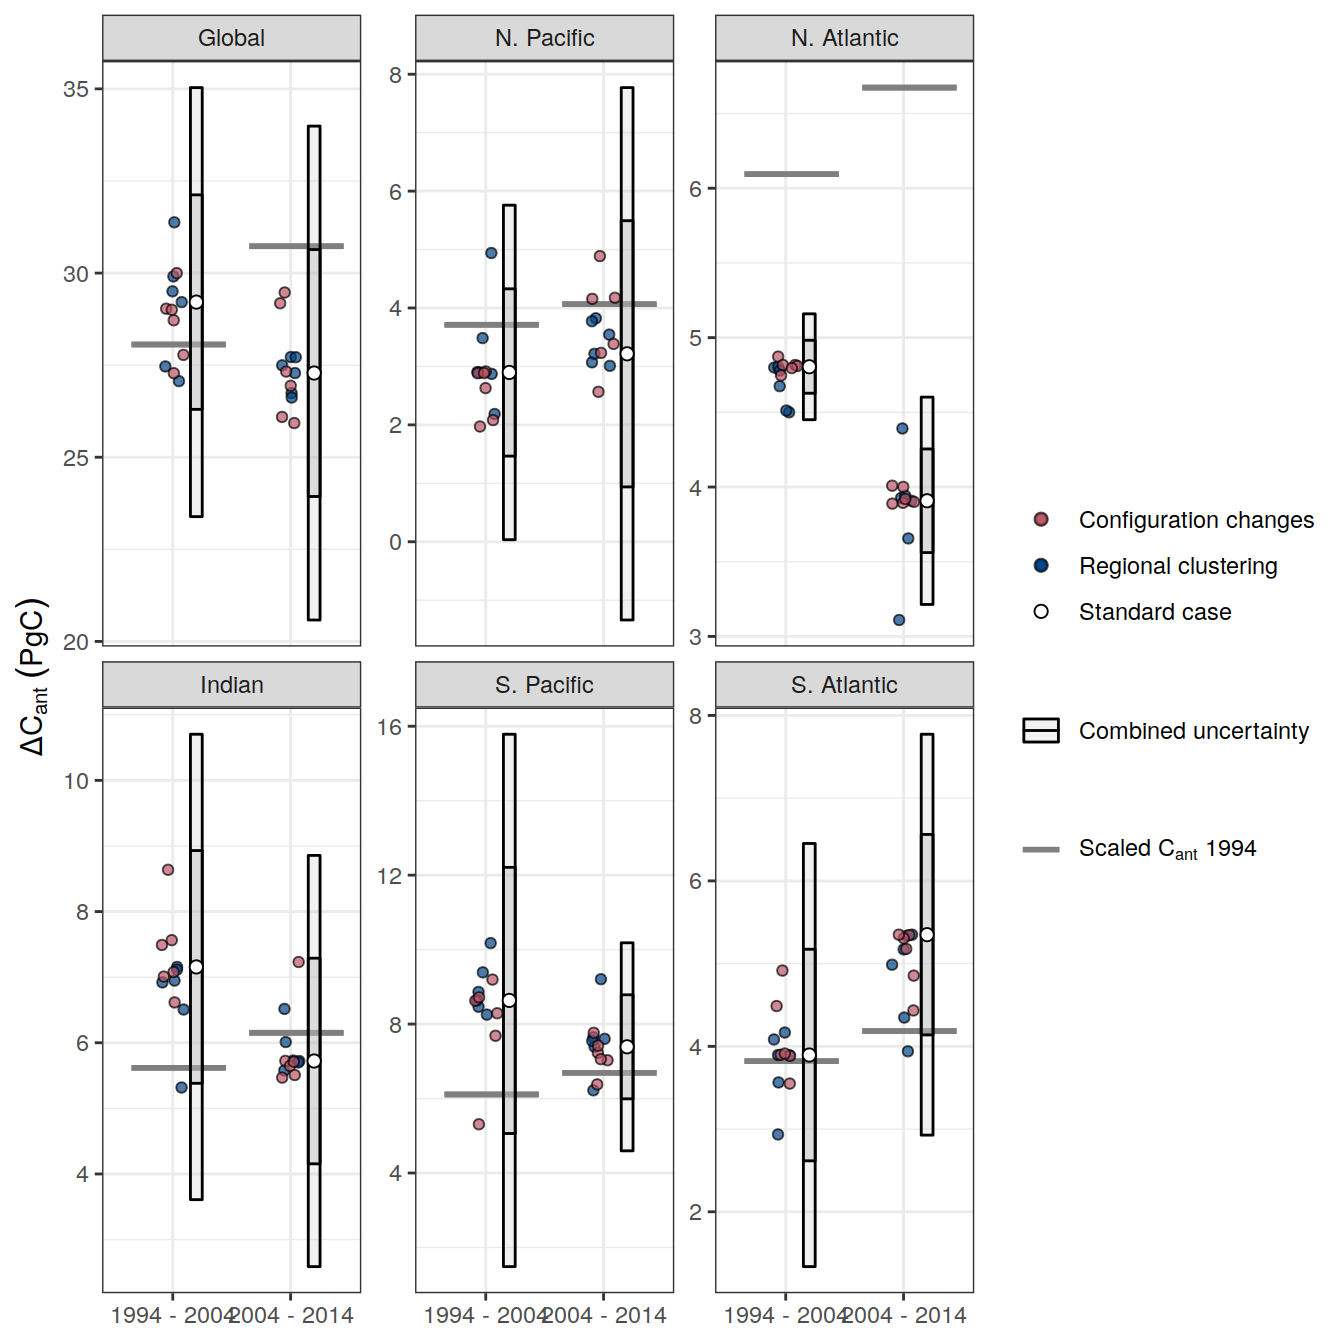 Global
N. Pacific
N. Atlantic
35
30
25
20
8
6
4
2
0
6
5
4
3
ΔCant (PgC)
Indian
S. Pacific
S. Atlantic
10
8
6
4
16
12
8
4
8
6
4
2
1994 - 2004
2004 - 2014
1994 - 2004
2004 - 2014
1994 - 2004
2004 - 2014
Configuration changes
Regional clustering
Standard case
Combined uncertainty
Scaled Cant 1994